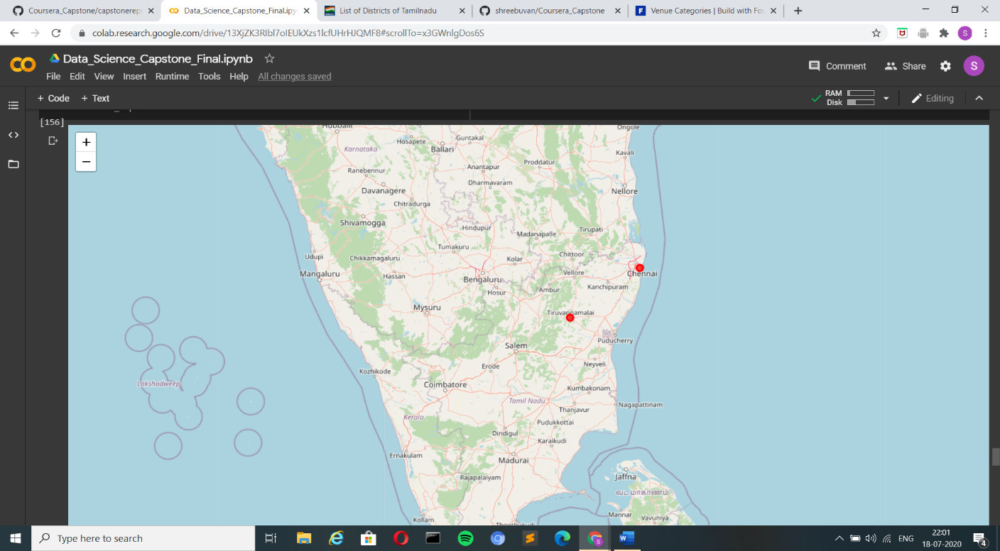 Coursera_Capstone/capstonerep
Data_Science_Capstone_Final.ipy
List of Districts of Tamilnadu
shreebuvan/Coursera_Capstone
Venue Categories | Build with Fou
colab.research.google.com/drive/13XjZK3RIbl7oIEUkXzs1lcfUHrHJQMF8#scrollTo=x3GWnlgDos6S
S
Data_Science_Capstone_Final.ipynb
File Edit View Insert Runtime Tools Help All changes saved
Comment Share S
+ Code + Text
RAM
Disk
Editing
[156]
+
−
Hubballi
Ongole
Hosapete
Guntakal
Karnataka
Ballari
Kavali
Proddatur
Ranebennur
Anantapur
Dharmavaram
Davanagere
Nellore
Chitradurga
Shivamogga
Hindupur
Madanapalle
Tirupati
Tumakuru
Udupi
Chikkamagaluru
Kolar
Chittoor
Mangaluru
Hassan
Bengaluru
Vellore
Chennai
Hosur
Ambur
Kanchipuram
Mysuru
Tiruvannamalai
Salem
Puducherry
Kozhikode
Erode
Neyveli
Lakshadweep
Coimbatore
Kumbakonam
Tamil Nadu
Nagapattinam
Thanjavur
Kerala
Pudukkottai
Dindigul
Karaikudi
Ernakulam
Madurai
Rajapalaiyam
Jaffna
வட மாகாணம்
Mannar
Vavuniya
Kollam
Thoothukudi
Type here to search
ENG
22:01
18-07-2020
4